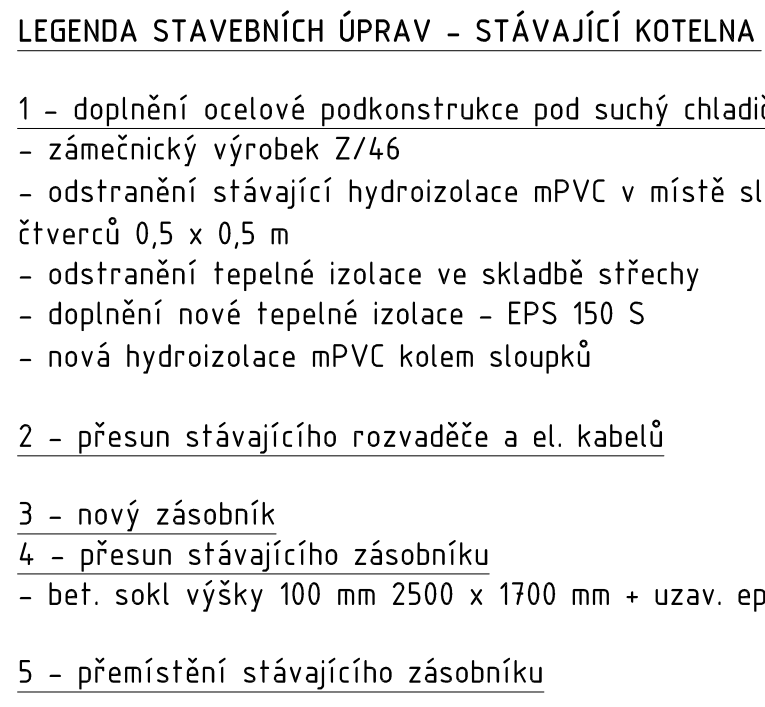 LEGENDA STAVEBNÍCH ÚPRAV - STÁVAJÍCÍ KOTELNA
1 - doplnění ocelové podkonstrukce pod suchý
- zámečnický výrobek Z/46
- odstranění stávající hydroizolace mPVC v místě
čtverců 0,5 x 0,5 m
- odstranění tepelné izolace ve skladbě střechy
- doplnění nové tepelné izolace - EPS 150 S
- nová hydroizolace mPVC kolem sloupků
2 - přesun stávajícího rozvaděče a el. kabelů
3 - nový zásobník
4 - přesun stávajícího zásobníku
- bet. sokl výšky 100 mm 2500 x 1700 mm + uzav.
5 - přemístění stávajícího zásobníku